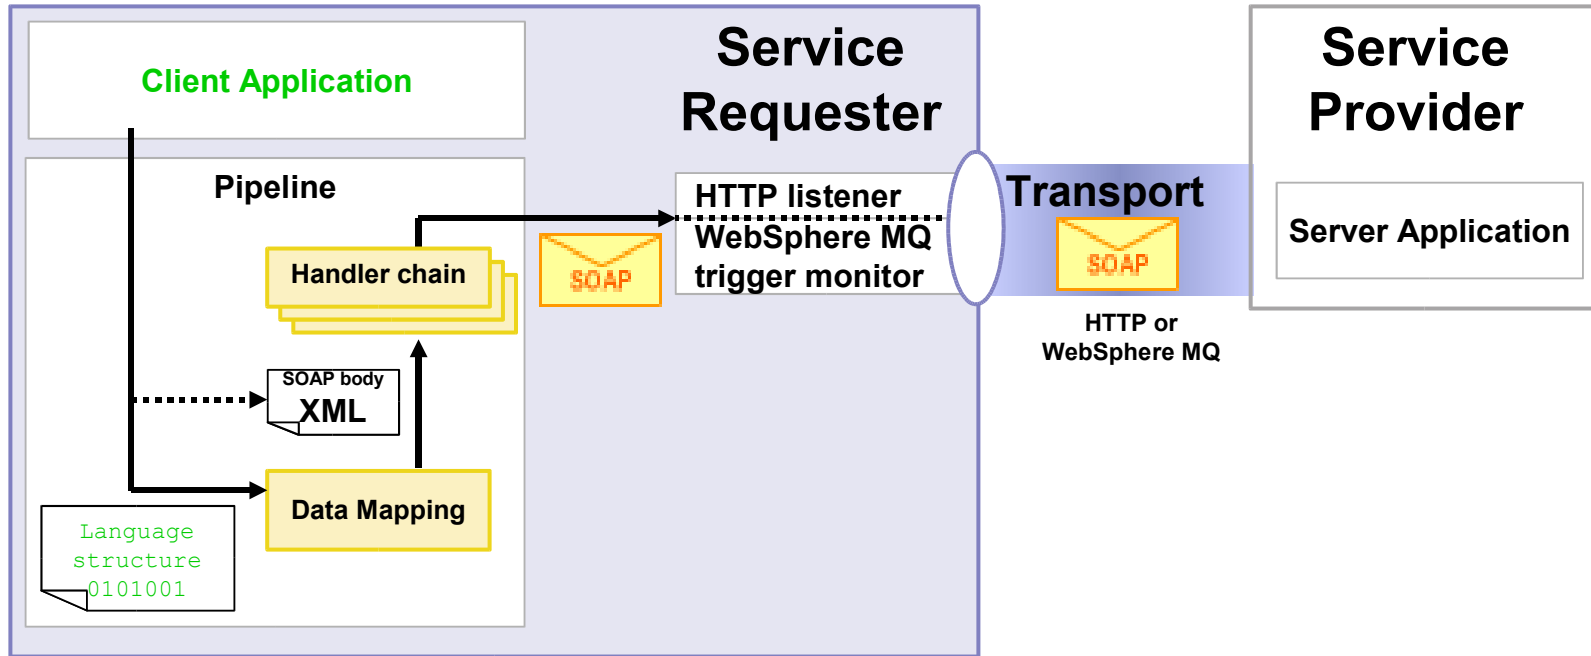 Service
Requester
Client Application
Pipeline
HTTP listener
WebSphere MQ
trigger monitor
Handler chain
SOAP
SOAP body
XML
Data Mapping
Language
structure
0101001
Transport
SOAP
HTTP or
WebSphere MQ
Service
Provider
Server Application